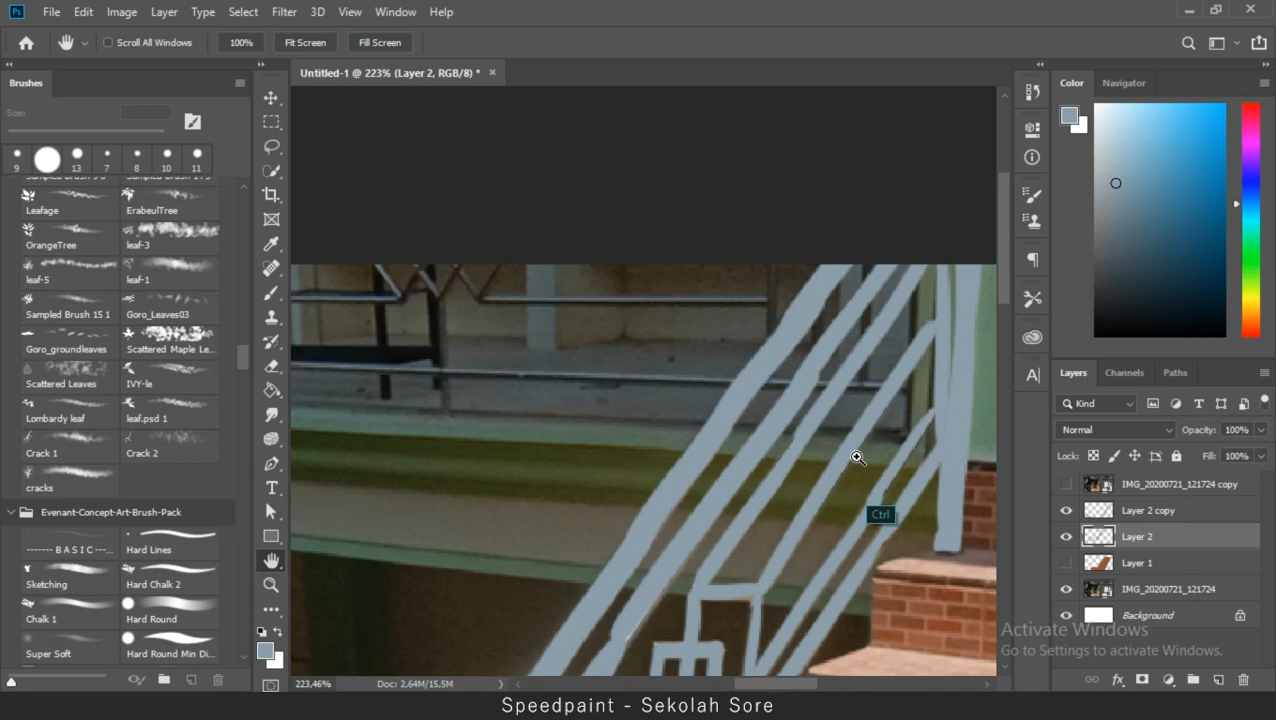 Ps File Edit Image Layer Type Select Filter 3D View Window Help
Scroll All Windows 100% Fit Screen Fill Screen
Brushes
Untitled-1 @ 223% (Layer 2, RGB/8) *
Color Navigator
Size:
9 13 7 8 10 11
Leafage ErabeulTree
OrangeTree leaf-3
leaf-5 leaf-1
Sampled Brush 15 1 Goro_Leaves03
Goro_groundleaves Scattered Maple Le...
Scattered Leaves IVY-le
Lombardy leaf leaf.psd 1
Crack 1 Crack 2
cracks
Evenant-Concept-Art-Brush-Pack
------- B A S I C ---... Hard Lines
Sketching Hard Chalk 2
Chalk 1 Hard Round
Super Soft Hard Round Min Di...
Ctrl
Layers Channels Paths
Kind
Normal Opacity: 100%
Lock: Fill: 100%
IMG_20200721_121724 copy
Layer 2 copy
Layer 2
Layer 1
IMG_20200721_121724
Background
Activate Windows
Go to Settings to activate Windows.
223,46% Doc: 2,64M/15,5M
Speedpaint - Sekolah Sore